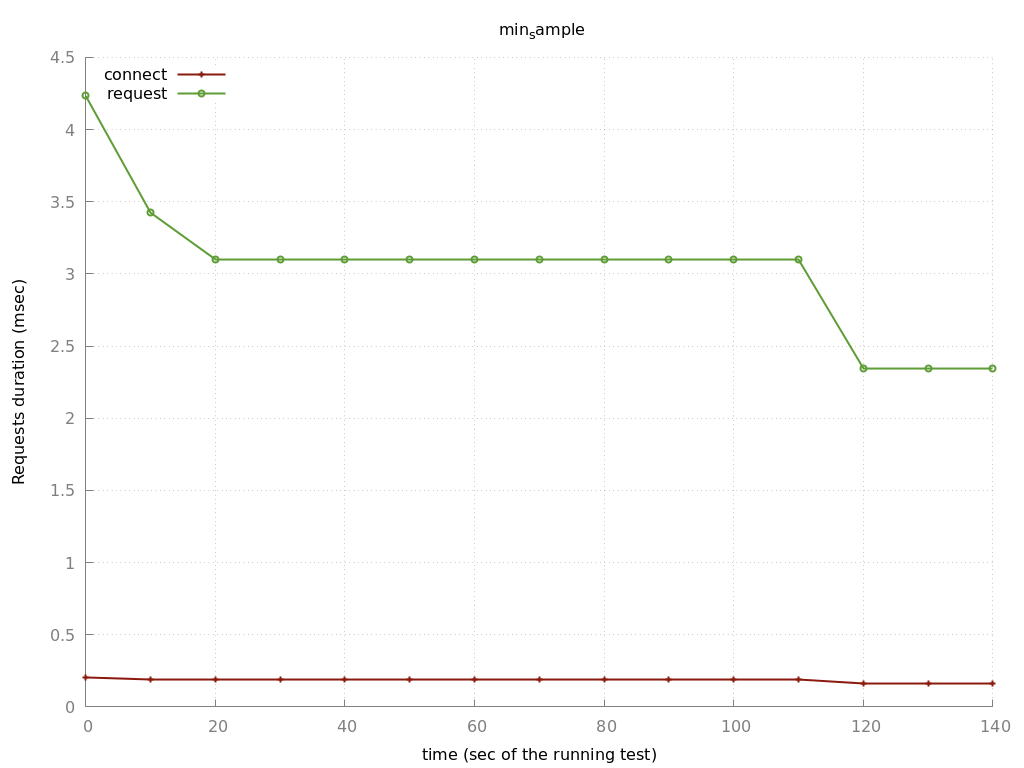 min_sample
4.5
connect
request
4
3.5
3
2.5
2
1.5
1
0.5
0
Requests duration (msec)
0 20 40 60 80 100 120 140
time (sec of the running test)